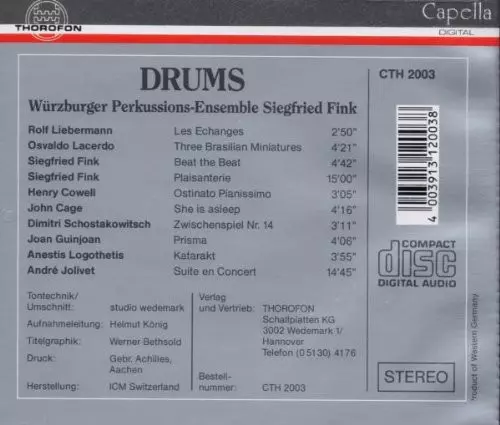 THOROFON
Capella
DIGITAL
DRUMS
Würzburger Perkussions-Ensemble Siegfried Fink
CTH 2003
Rolf Liebermann Les Echanges 2'50"
Osvaldo Lacerdo Three Brasilian Miniatures 4'21"
Siegfried Fink Beat the Beat 4'42"
Siegfried Fink Plaisanterie 15'00"
Henry Cowell Ostinato Pianissimo 3'05"
John Cage She is asleep 4'16"
Dimitri Schostakowitsch Zwischenspiel Nr. 14 3'11"
Joan Guinjoan Prisma 4'06"
Anestis Logothetis Katarakt 3'55"
André Jolivet Suite en Concert 14'45"
4 003913 120038
COMPACT
disc
DIGITAL AUDIO
Tontechnik/
Umschnitt: studio wedemark
Aufnahmeleitung: Helmut König
Titelgraphik: Werner Bethsold
Druck: Gebr. Achilles,
Aachen
Herstellung: ICM Switzerland
Verlag
und Vertrieb: THOROFON
Schallplatten KG
3002 Wedemark 1/
Hannover
Telefon (0 51 30) 41 76
Bestell-
nummer: CTH 2003
STEREO
Product of Western Germany